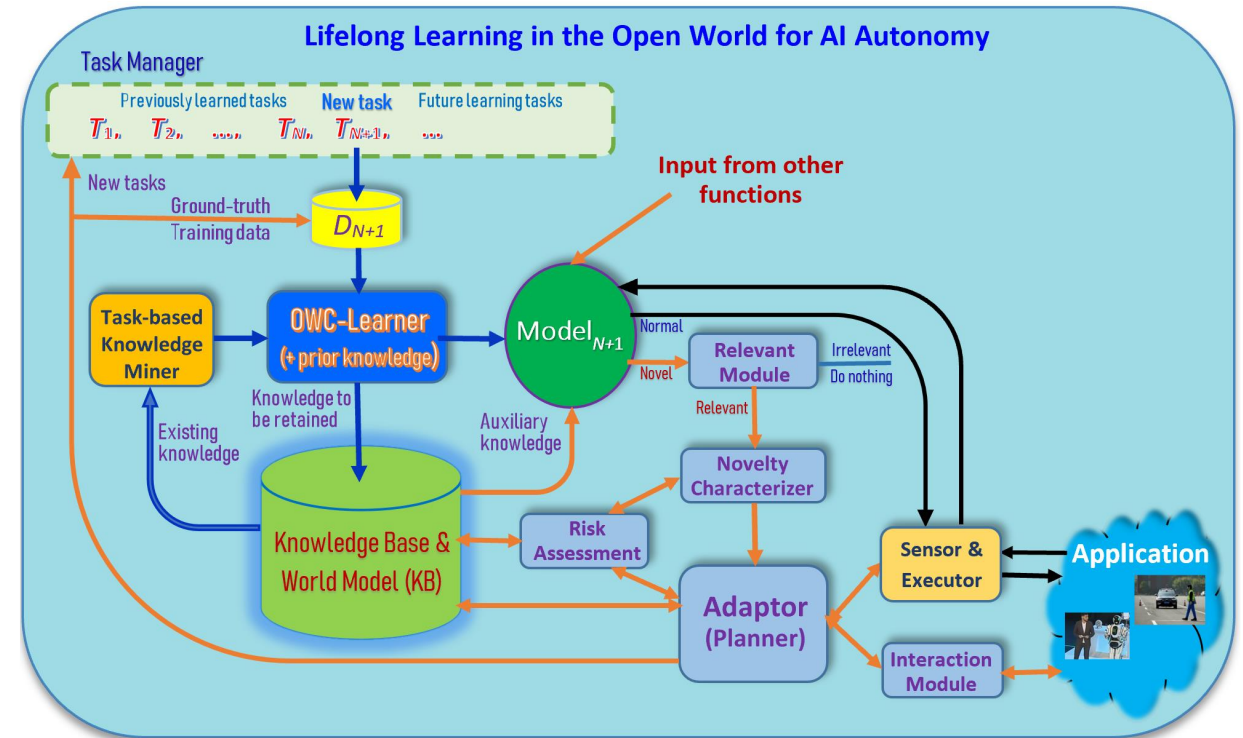 Lifelong Learning in the Open World for AI Autonomy
Task Manager
Previously learned tasks
New task
Future learning tasks
T1, T2, ...., TN, TN+1, ...
New tasks
Ground-truth
Training data
DN+1
Input from other
functions
Task-based
Knowledge
Miner
OWC-Learner
(+ prior knowledge)
ModelN+1
Normal
Novel
Relevant
Module
Irrelevant
Do nothing
Relevant
Knowledge to
be retained
Auxiliary
knowledge
Existing
knowledge
Novelty
Characterizer
Knowledge Base &
World Model (KB)
Risk
Assessment
Sensor &
Executor
Application
Adaptor
(Planner)
Interaction
Module